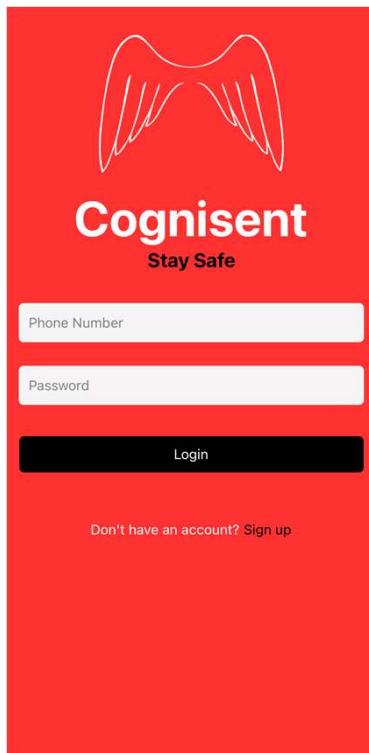 Cognisent
Stay Safe
Phone Number
Password
Login
Don't have an account? Sign up